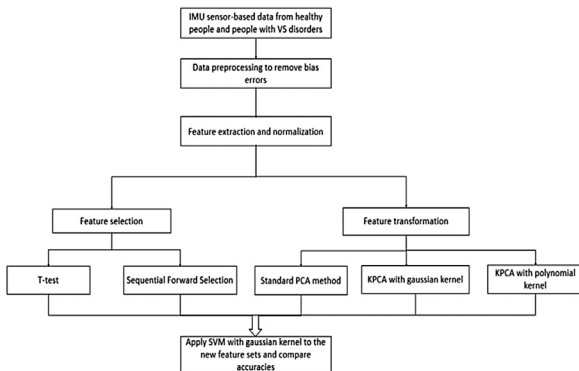 IMU sensor-based data from healthy
people and people with VS disorders
Data preprocessing to remove bias
errors
Feature extraction and normalization
Feature selection
Feature transformation
T-test
Sequential Forward Selection
Standard PCA method
KPCA with gaussian kernel
KPCA with polynomial
kernel
Apply SVM with gaussian kernel to the
new feature sets and compare
accuracies